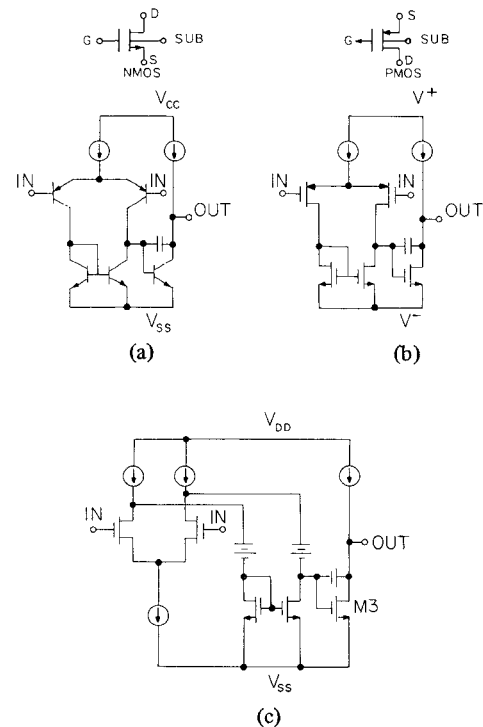 D S
G SUB G SUB
S D
NMOS PMOS
V_CC V+
IN IN IN IN
OUT OUT
V_SS V-
(a) (b)
V_DD
IN IN
OUT
M3
V_SS
(c)